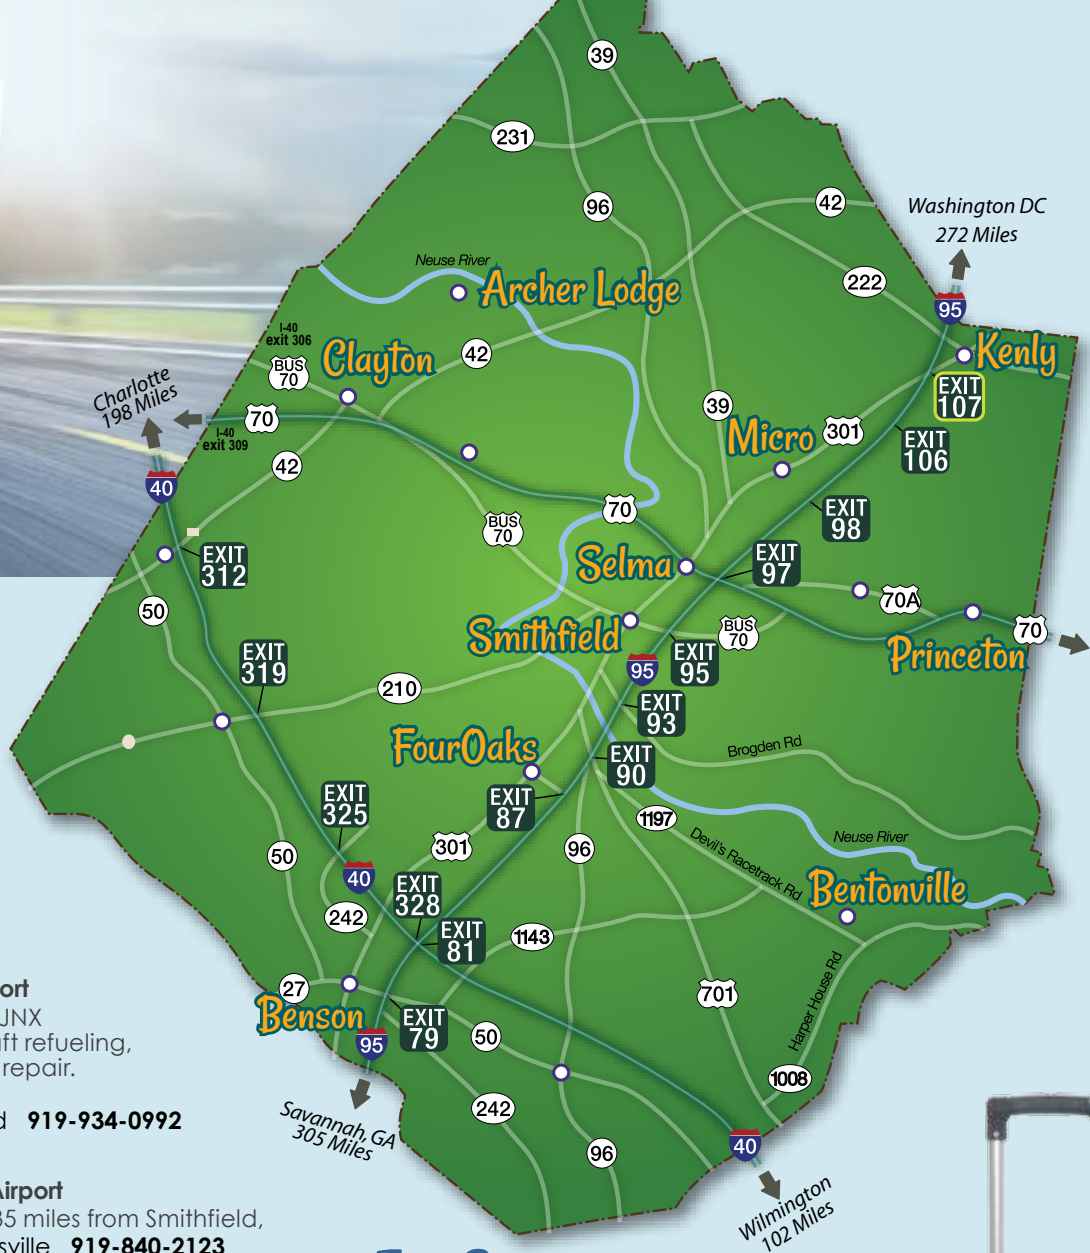 39
231
96
42
Washington DC
272 Miles
222
95
Neuse River
Archer Lodge
I-40
exit 306
BUS
70
Clayton
42
Kenly
EXIT
107
Charlotte
198 Miles
70
I-40
exit 309
39
Micro
301
EXIT
106
42
40
BUS
70
70
EXIT
98
EXIT
312
Selma
EXIT
97
50
70A
Smithfield
BUS
70
70
EXIT
319
95
EXIT
95
Princeton
210
EXIT
93
FourOaks
Brogden Rd
EXIT
90
EXIT
325
EXIT
87
1197
Neuse River
50
301
96
Devil's Racetrack Rd
40
EXIT
328
Bentonville
242
EXIT
81
1143
27
701
Harper House Rd
Benson
EXIT
79
95
50
1008
242
Savannah, GA
305 Miles
96
40
Wilmington
102 Miles
ort
JNX
ft refueling,
repair.
d 919-934-0992
Airport
35 miles from Smithfield,
sville 919-840-2123